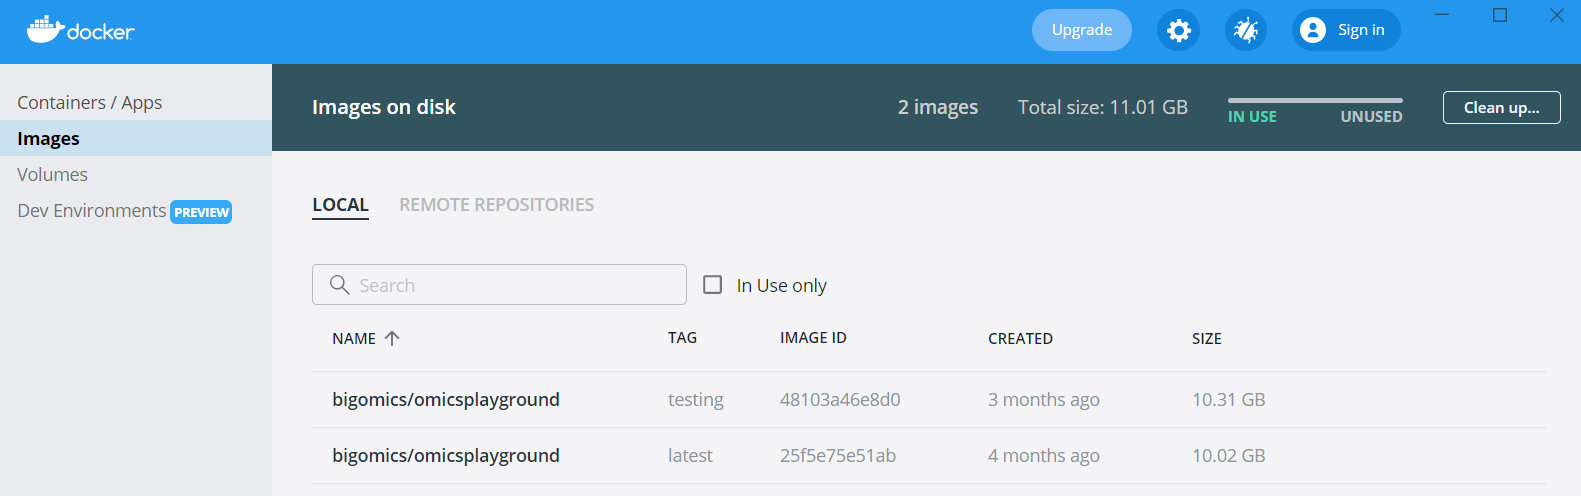 docker
Upgrade
Sign in
Containers / Apps
Images
Volumes
Dev Environments PREVIEW
Images on disk
2 images
Total size: 11.01 GB
IN USE
UNUSED
Clean up...
LOCAL
REMOTE REPOSITORIES
Search
In Use only
NAME TAG IMAGE ID CREATED SIZE
bigomics/omicsplayground testing 48103a46e8d0 3 months ago 10.31 GB
bigomics/omicsplayground latest 25f5e75e51ab 4 months ago 10.02 GB